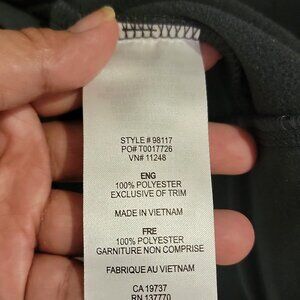 STYLE # 98117
PO# T0017726
VN# 11248
ENG
100% POLYESTER
EXCLUSIVE OF TRIM
MADE IN VIETNAM
FRE
100% POLYESTER
GARNITURE NON COMPRISE
FABRIQUE AU VIETNAM
CA 19737
RN 137770